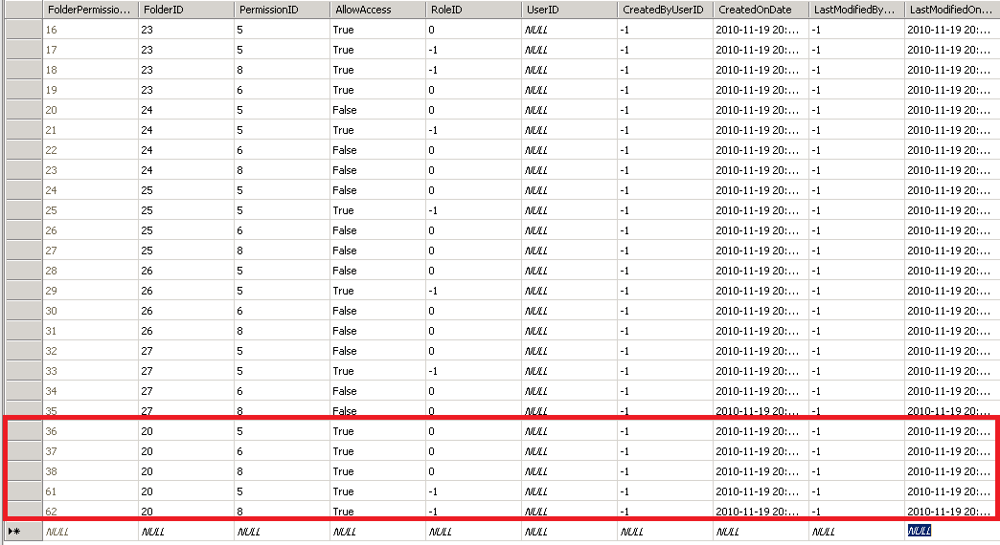 FolderPermissio... FolderID PermissionID AllowAccess RoleID UserID CreatedByUserID CreatedOnDate LastModifiedBy... LastModifiedOn...
16 23 5 True 0 NULL -1 2010-11-19 20:... -1 2010-11-19 20:...
17 23 5 True -1 NULL -1 2010-11-19 20:... -1 2010-11-19 20:...
18 23 8 True -1 NULL -1 2010-11-19 20:... -1 2010-11-19 20:...
19 23 6 True 0 NULL -1 2010-11-19 20:... -1 2010-11-19 20:...
20 24 5 False 0 NULL -1 2010-11-19 20:... -1 2010-11-19 20:...
21 24 5 True -1 NULL -1 2010-11-19 20:... -1 2010-11-19 20:...
22 24 6 False 0 NULL -1 2010-11-19 20:... -1 2010-11-19 20:...
23 24 8 False 0 NULL -1 2010-11-19 20:... -1 2010-11-19 20:...
24 25 5 False 0 NULL -1 2010-11-19 20:... -1 2010-11-19 20:...
25 25 5 True -1 NULL -1 2010-11-19 20:... -1 2010-11-19 20:...
26 25 6 False 0 NULL -1 2010-11-19 20:... -1 2010-11-19 20:...
27 25 8 False 0 NULL -1 2010-11-19 20:... -1 2010-11-19 20:...
28 26 5 False 0 NULL -1 2010-11-19 20:... -1 2010-11-19 20:...
29 26 5 True -1 NULL -1 2010-11-19 20:... -1 2010-11-19 20:...
30 26 6 False 0 NULL -1 2010-11-19 20:... -1 2010-11-19 20:...
31 26 8 False 0 NULL -1 2010-11-19 20:... -1 2010-11-19 20:...
32 27 5 False 0 NULL -1 2010-11-19 20:... -1 2010-11-19 20:...
33 27 5 True -1 NULL -1 2010-11-19 20:... -1 2010-11-19 20:...
34 27 6 False 0 NULL -1 2010-11-19 20:... -1 2010-11-19 20:...
35 27 8 False 0 NULL -1 2010-11-19 20:... -1 2010-11-19 20:...
36 20 5 True 0 NULL -1 2010-11-19 20:... -1 2010-11-19 20:...
37 20 6 True 0 NULL -1 2010-11-19 20:... -1 2010-11-19 20:...
38 20 8 True 0 NULL -1 2010-11-19 20:... -1 2010-11-19 20:...
61 20 5 True -1 NULL -1 2010-11-19 20:... -1 2010-11-19 20:...
62 20 8 True -1 NULL -1 2010-11-19 20:... -1 2010-11-19 20:...
NULL NULL NULL NULL NULL NULL NULL NULL NULL NULL